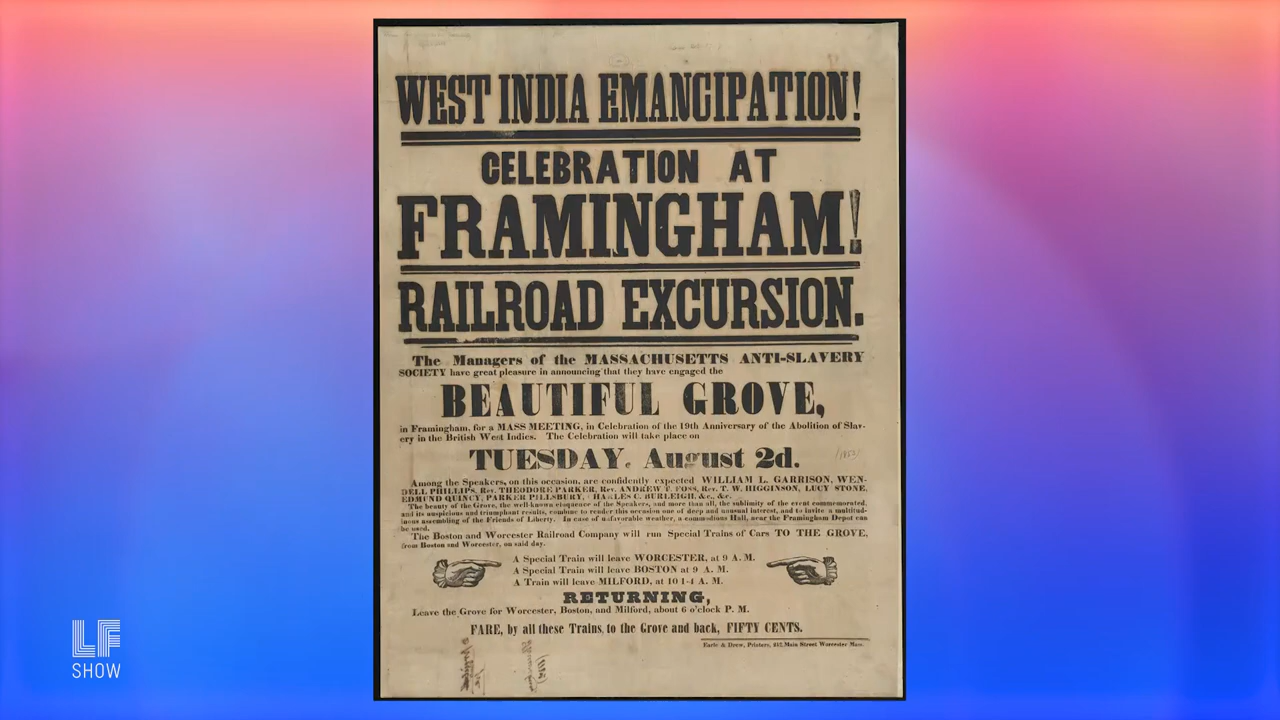 WEST INDIA EMANCIPATION!
CELEBRATION AT
FRAMINGHAM!
RAILROAD EXCURSION.
The Managers of the MASSACHUSETTS ANTI-SLAVERY
SOCIETY have great pleasure in announcing that they have engaged the
BEAUTIFUL GROVE,
in Framingham, for a MASS MEETING, in Celebration of the 19th Anniversary of the Abolition of Slav-
ery in the British West Indies. The Celebration will take place on
TUESDAY, August 2d.
Among the Speakers, on this occasion, are confidently expected WILLIAM L. GARRISON, WEN-
DELL PHILLIPS, Rev. THEODORE PARKER, Rev. ANDREW T. FOSS, Rev. T. W. HIGGINSON, LUCY STONE,
EDMUND QUINCY, PARKER PILLSBURY, CHARLES C. BURLEIGH, &c., &c.
The beauty of the Grove, the well-known eloquence of the Speakers, and more than all, the sublimity of the event commemorated,
and its auspicious and triumphant results, combine to render this occasion one of deep and unusual interest, and to invite a multitud-
inous assembling of the Friends of Liberty. In case of unfavorable weather, a commodious Hall, near the Framingham Depot can
be used.
The Boston and Worcester Railroad Company will run Special Trains of Cars TO THE GROVE,
from Boston and Worcester, on said day.
A Special Train will leave WORCESTER, at 9 A. M.
A Special Train will leave BOSTON at 9 A. M.
A Train will leave MILFORD, at 10 1-4 A. M.
RETURNING,
Leave the Grove for Worcester, Boston, and Milford, about 6 o'clock P. M.
FARE, by all these Trains, to the Grove and back, FIFTY CENTS.
Earle & Drew, Printers, 212 Main Street Worcester Mass.
LF
SHOW